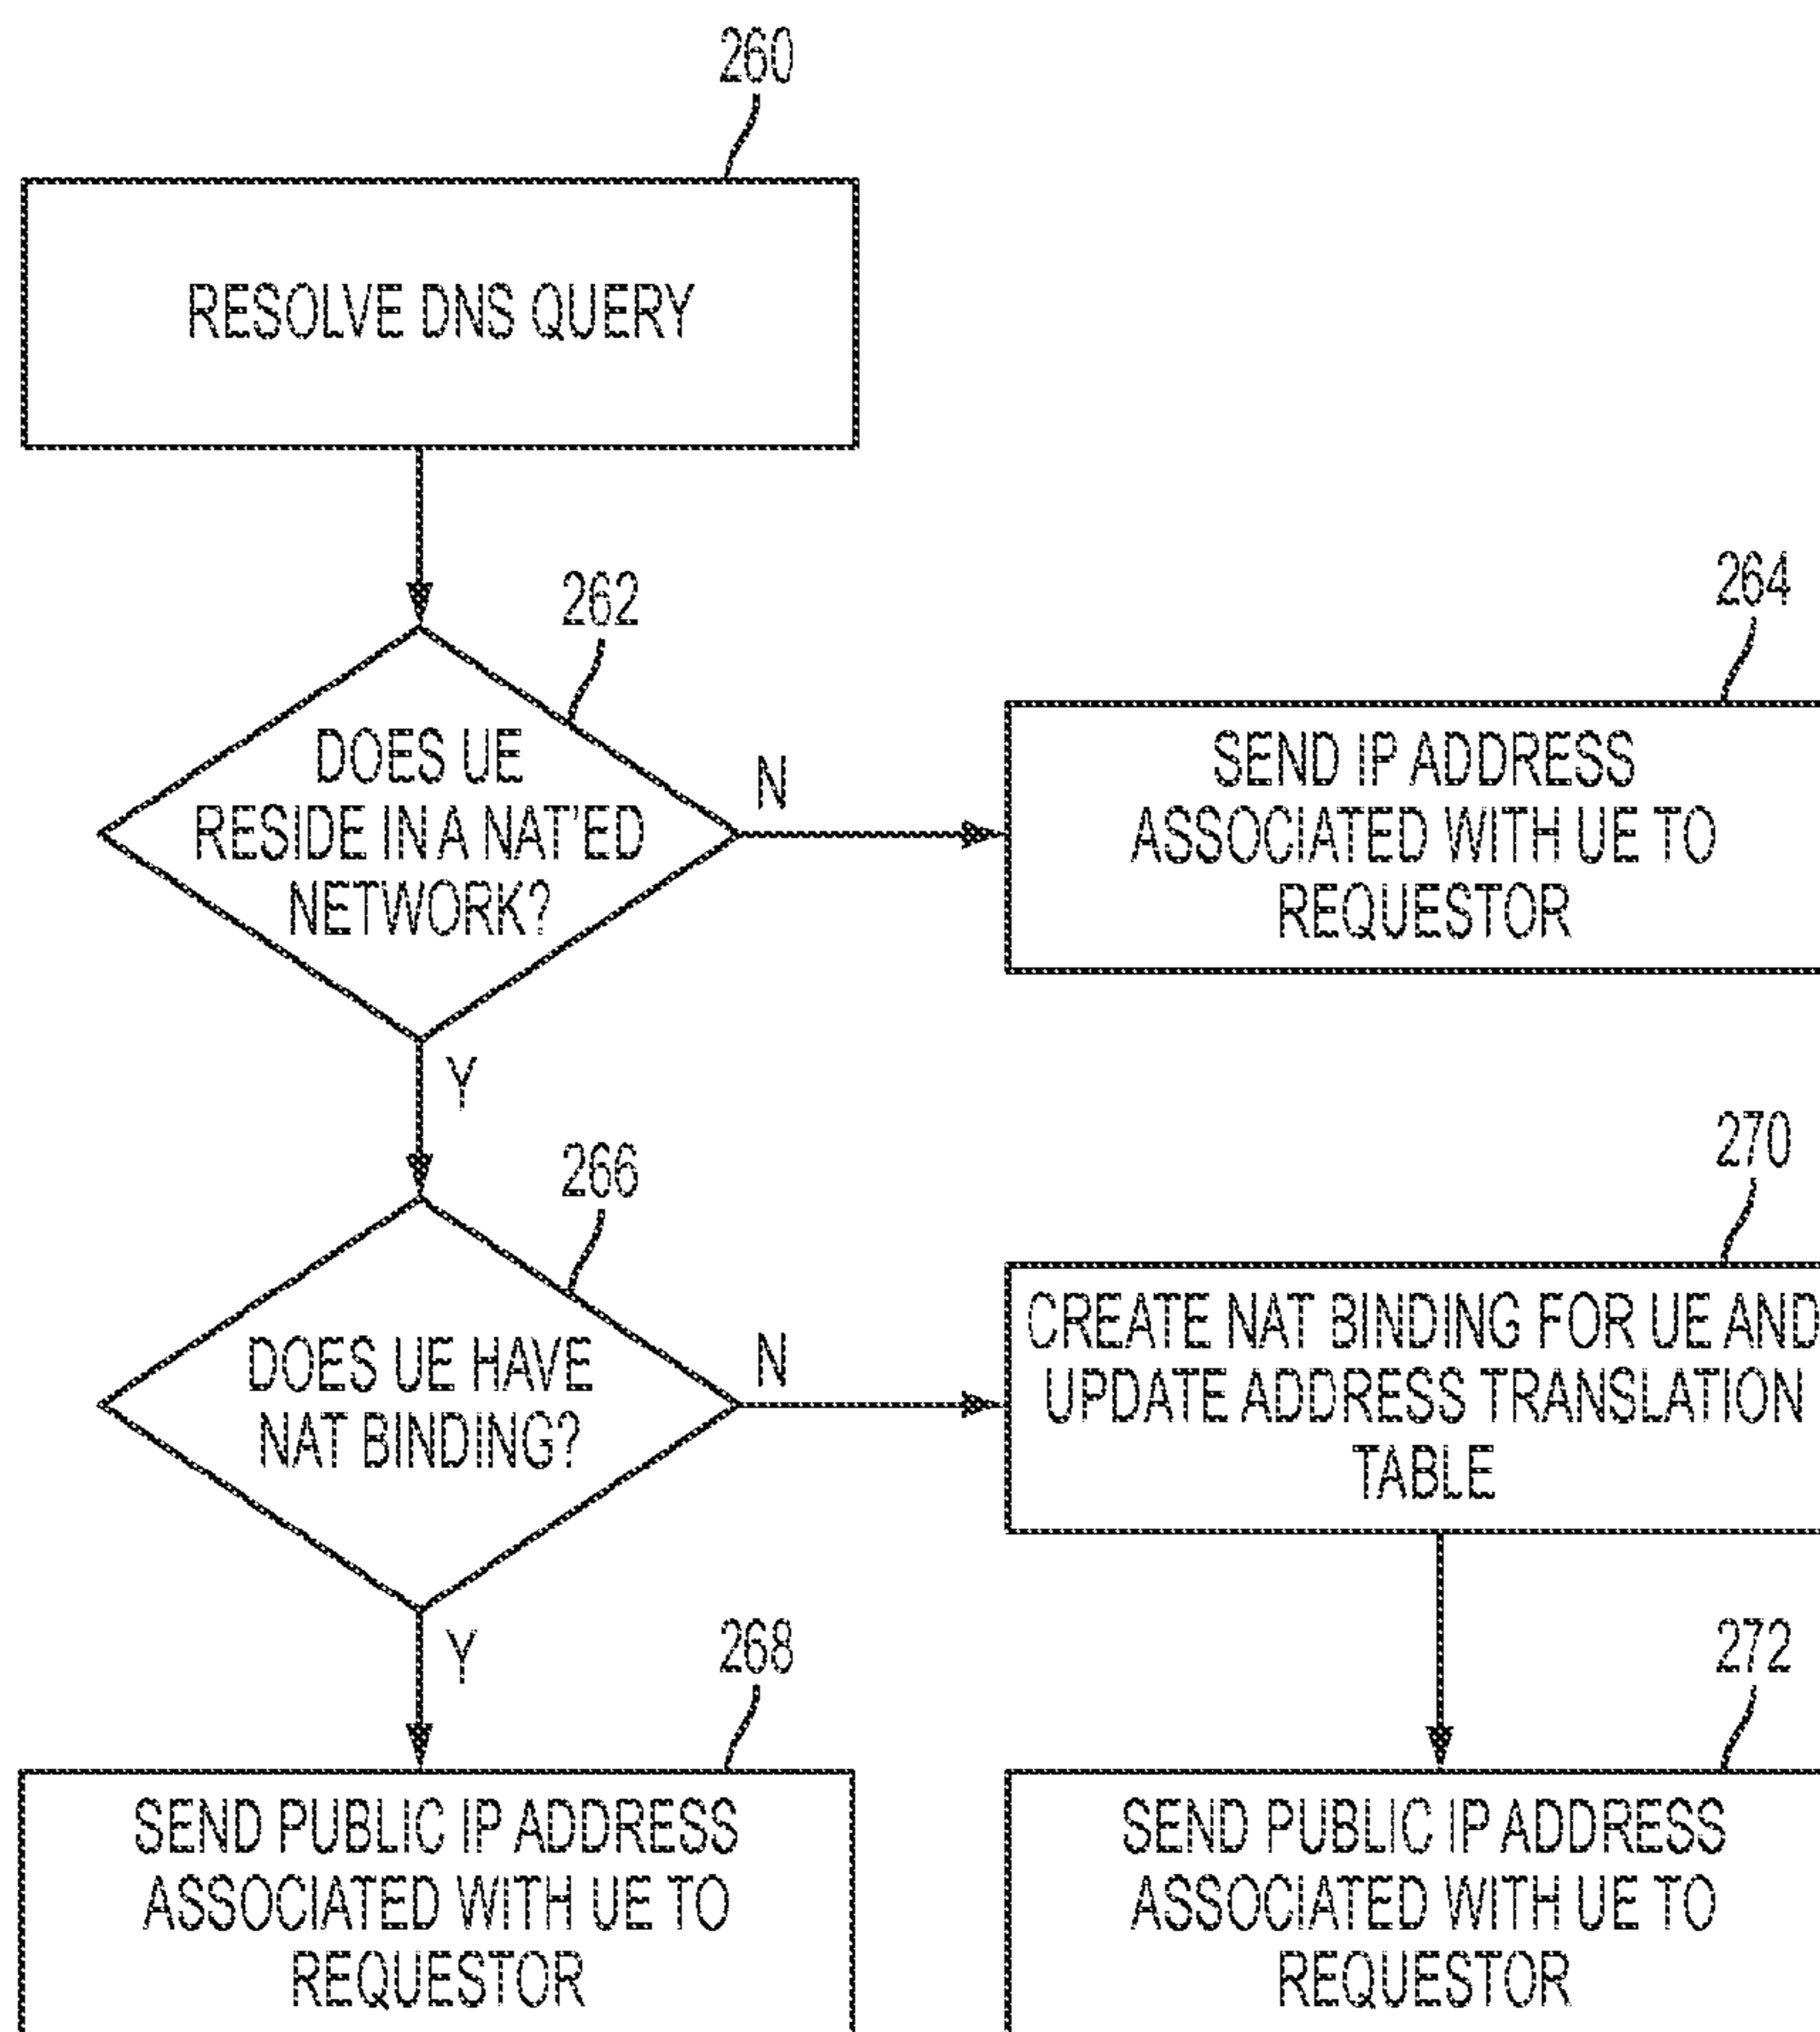 260
RESOLVE DNS QUERY
262
DOES UE
RESIDE IN A NAT'ED
NETWORK?
N
Y
264
SEND IP ADDRESS
ASSOCIATED WITH UE TO
REQUESTOR
266
DOES UE HAVE
NAT BINDING?
N
Y
270
CREATE NAT BINDING FOR UE AND
UPDATE ADDRESS TRANSLATION
TABLE
268
SEND PUBLIC IP ADDRESS
ASSOCIATED WITH UE TO
REQUESTOR
272
SEND PUBLIC IP ADDRESS
ASSOCIATED WITH UE TO
REQUESTOR